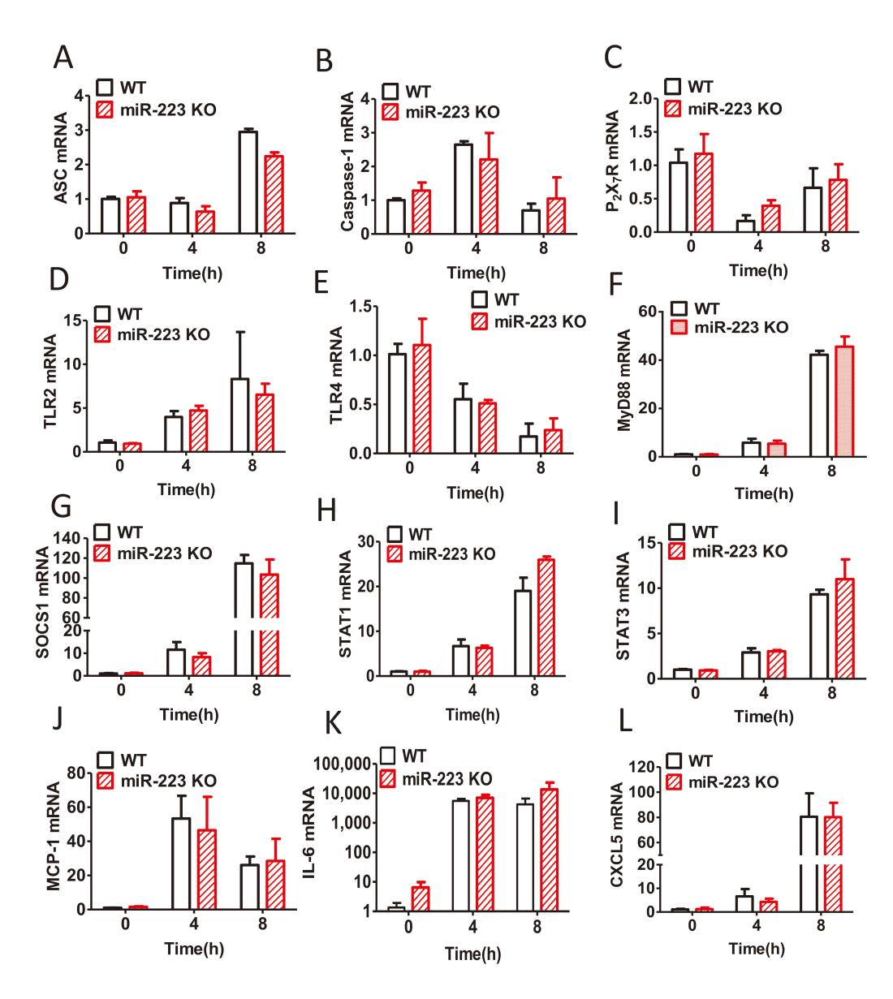 A
WT
miR-223 KO
ASC mRNA
4
3
2
1
0
0 4 8
Time(h)
B
WT
miR-223 KO
Caspase-1 mRNA
4
3
2
1
0
0 4 8
Time(h)
C
WT
miR-223 KO
P2X7R mRNA
2.0
1.5
1.0
0.5
0.0
0 4 8
Time(h)
D
WT
miR-223 KO
TLR2 mRNA
15
10
5
0
0 4 8
Time(h)
E
WT
miR-223 KO
TLR4 mRNA
1.5
1.0
0.5
0.0
0 4 8
Time(h)
F
WT
miR-223 KO
MyD88 mRNA
60
40
20
0
0 4 8
Time(h)
G
WT
miR-223 KO
SOCS1 mRNA
140
120
100
80
60
20
10
0
0 4 8
Time(h)
H
WT
miR-223 KO
STAT1 mRNA
30
20
10
0
0 4 8
Time(h)
I
WT
miR-223 KO
STAT3 mRNA
15
10
5
0
0 4 8
Time(h)
J
WT
miR-223 KO
MCP-1 mRNA
80
60
40
20
0
0 4 8
Time(h)
K
WT
miR-223 KO
IL-6 mRNA
100,000
10,000
1,000
100
10
1
0 4 8
Time(h)
L
WT
miR-223 KO
CXCL5 mRNA
120
100
80
60
20
10
0
0 4 8
Time(h)